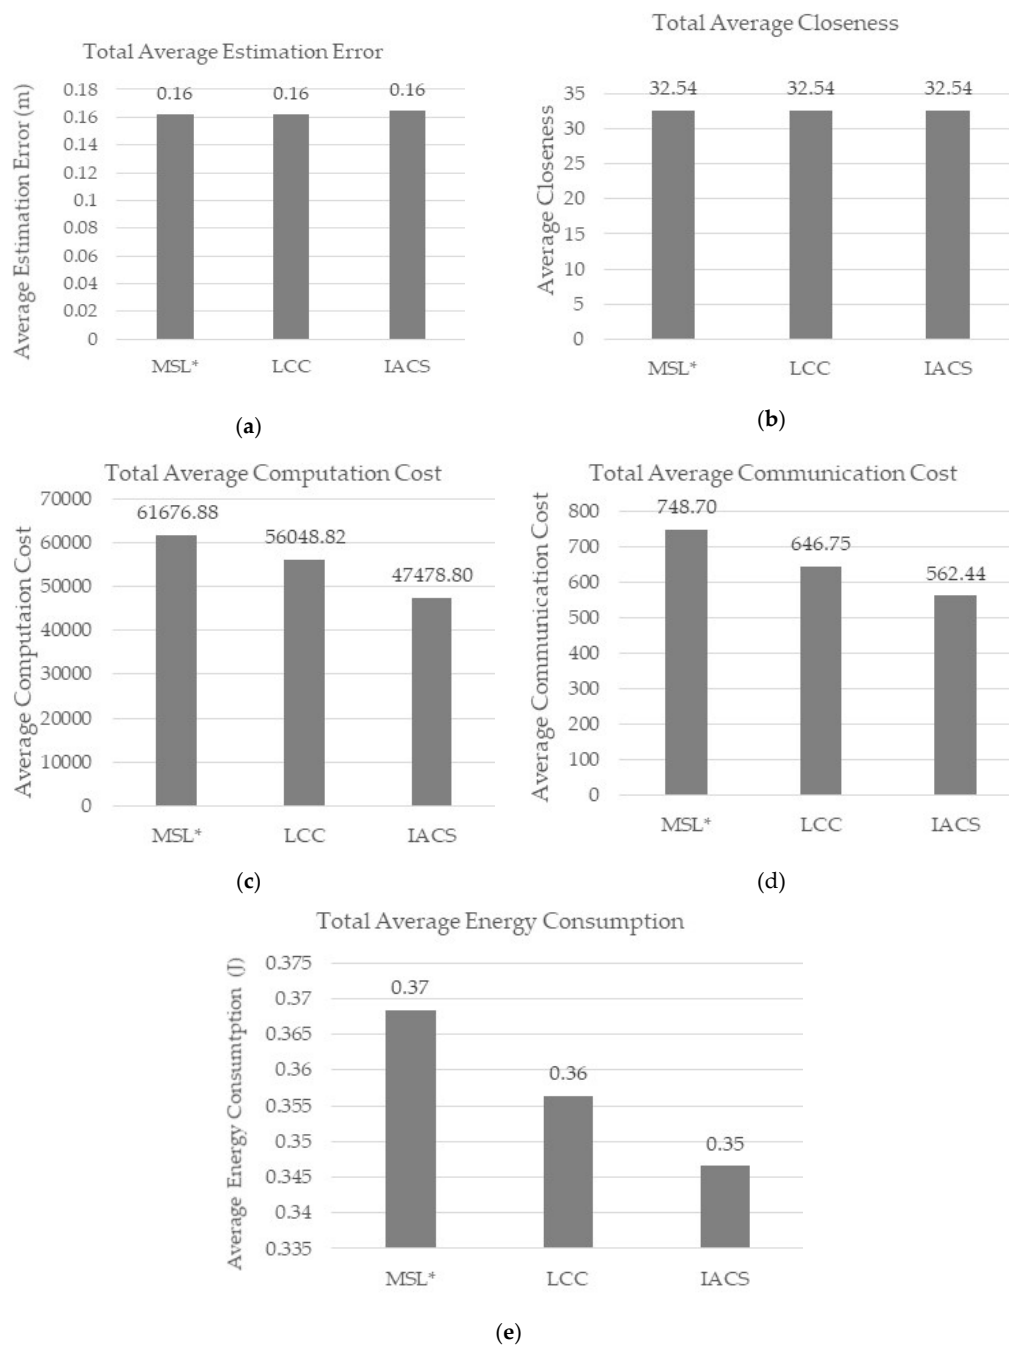 Total Average Estimation Error
Average Estimation Error (m)
0.18
0.16
0.14
0.12
0.1
0.08
0.06
0.04
0.02
0
0.16
0.16
0.16
MSL*
LCC
IACS
(a)
Total Average Closeness
Average Closeness
35
30
25
20
15
10
5
0
32.54
32.54
32.54
MSL*
LCC
IACS
(b)
Total Average Computation Cost
Average Computaion Cost
70000
60000
50000
40000
30000
20000
10000
0
61676.88
56048.82
47478.80
MSL*
LCC
IACS
(c)
Total Average Communication Cost
Average Communication Cost
800
700
600
500
400
300
200
100
0
748.70
646.75
562.44
MSL*
LCC
IACS
(d)
Total Average Energy Consumption
Average Energy Consumtption (J)
0.375
0.37
0.365
0.36
0.355
0.35
0.345
0.34
0.335
0.37
0.36
0.35
MSL*
LCC
IACS
(e)